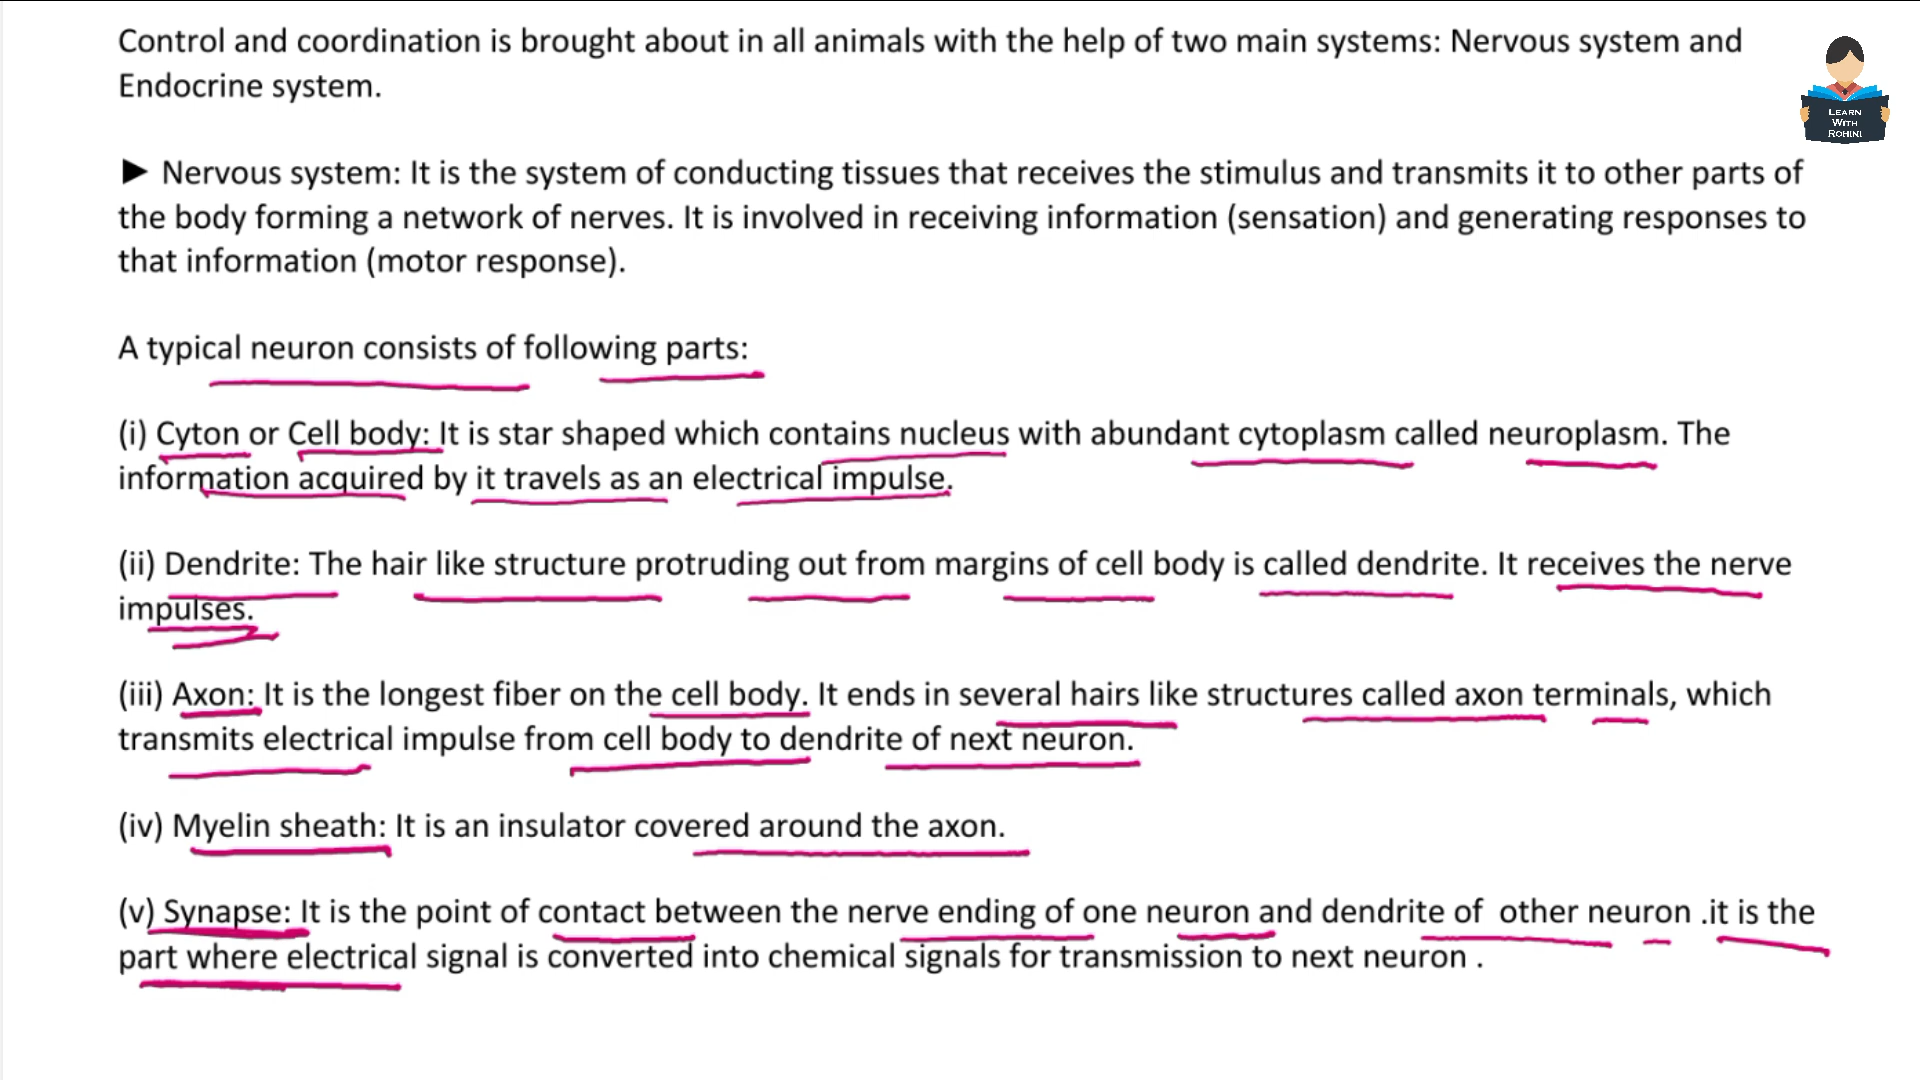 Control and coordination is brought about in all animals with the help of two main systems: Nervous system and
Endocrine system.
LEARN
WITH
ROHINI
► Nervous system: It is the system of conducting tissues that receives the stimulus and transmits it to other parts of
the body forming a network of nerves. It is involved in receiving information (sensation) and generating responses to
that information (motor response).
A typical neuron consists of following parts:
(i) Cyton or Cell body: It is star shaped which contains nucleus with abundant cytoplasm called neuroplasm. The
information acquired by it travels as an electrical impulse.
(ii) Dendrite: The hair like structure protruding out from margins of cell body is called dendrite. It receives the nerve
impulses.
(iii) Axon: It is the longest fiber on the cell body. It ends in several hairs like structures called axon terminals, which
transmits electrical impulse from cell body to dendrite of next neuron.
(iv) Myelin sheath: It is an insulator covered around the axon.
(v) Synapse: It is the point of contact between the nerve ending of one neuron and dendrite of  other neuron .it is the
part where electrical signal is converted into chemical signals for transmission to next neuron .